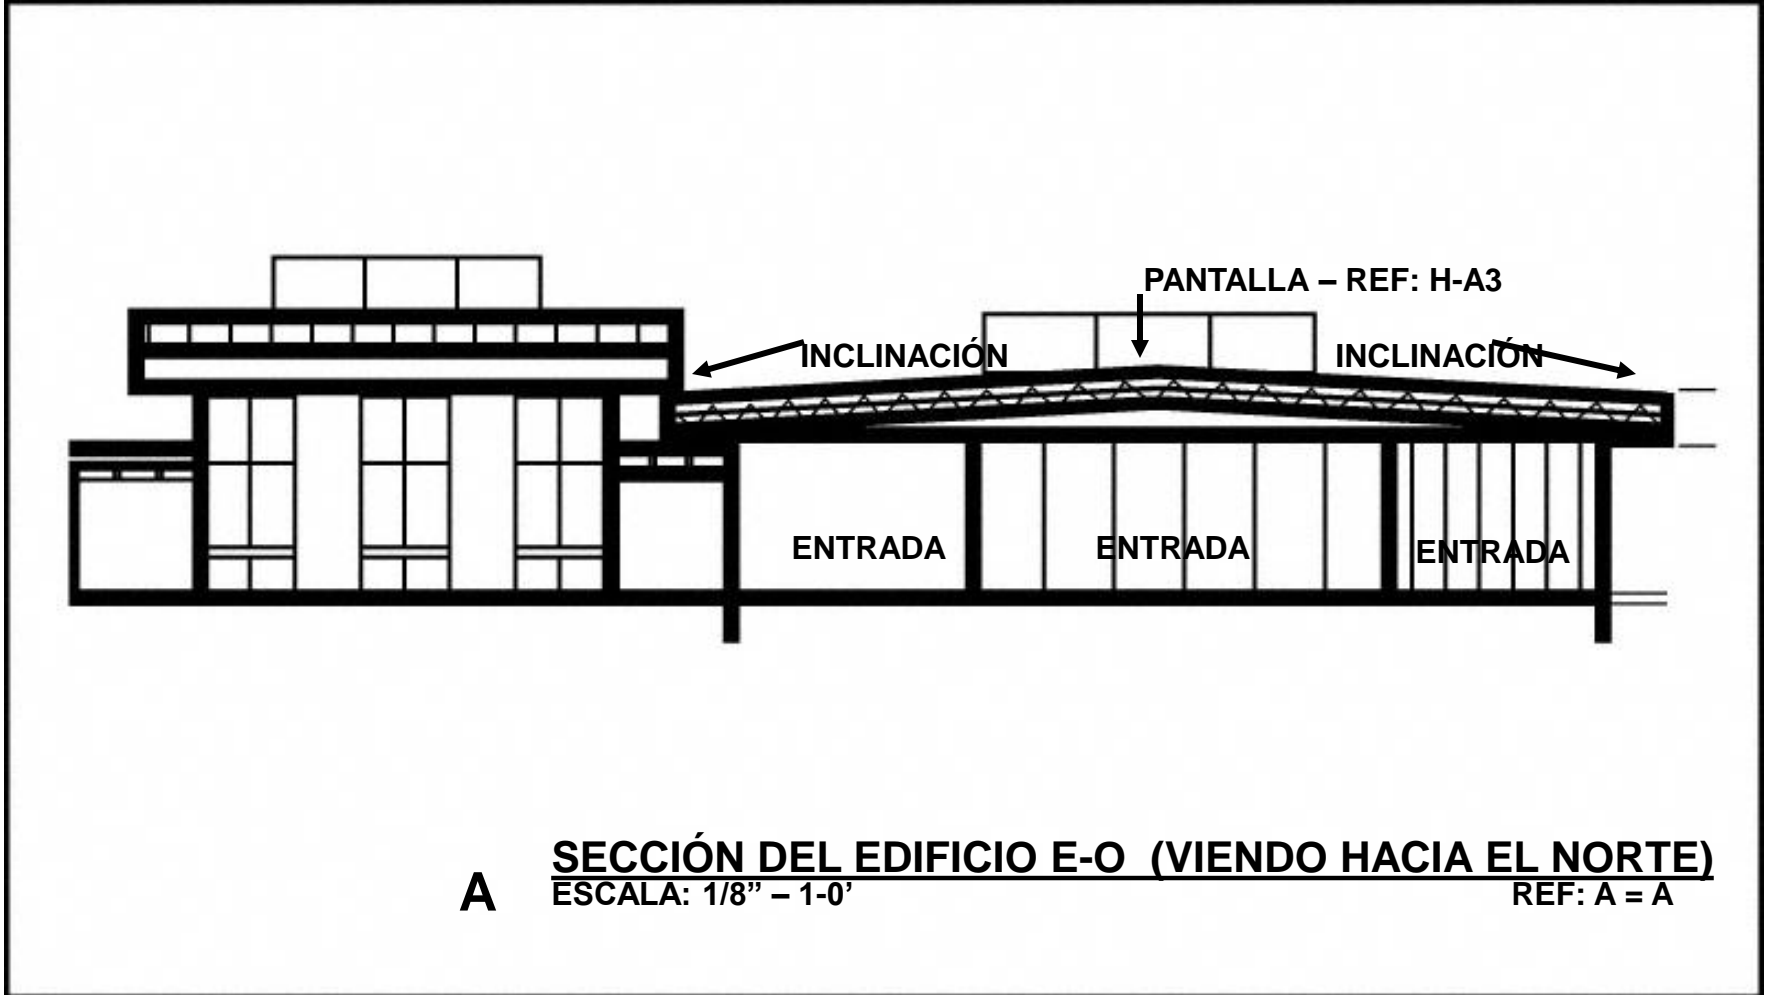 PANTALLA – REF: H-A3
INCLINACIÓN INCLINACIÓN
ENTRADA ENTRADA ENTRADA
SECCIÓN DEL EDIFICIO E-O (VIENDO HACIA EL NORTE)
A ESCALA: 1/8” – 1-0’ REF: A = A